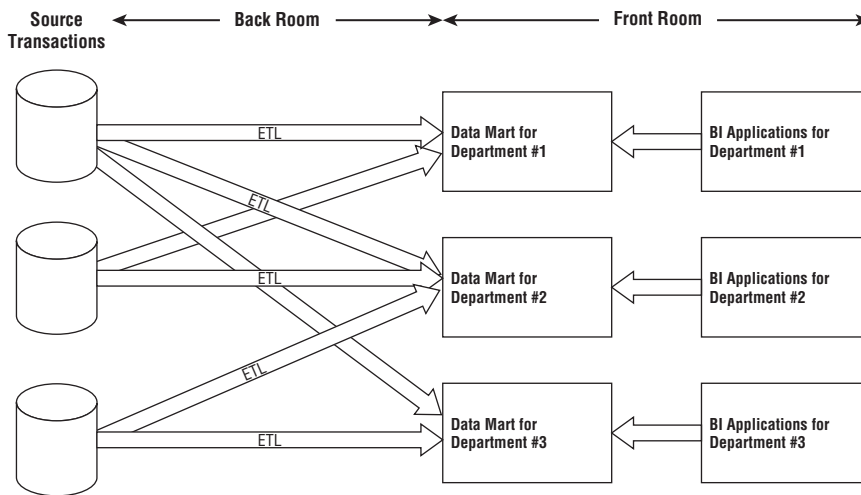 Source
Transactions
Back Room
Front Room
ETL
Data Mart for
Department #1
BI Applications for
Department #1
ETL
ETL
Data Mart for
Department #2
BI Applications for
Department #2
ETL
ETL
Data Mart for
Department #3
BI Applications for
Department #3